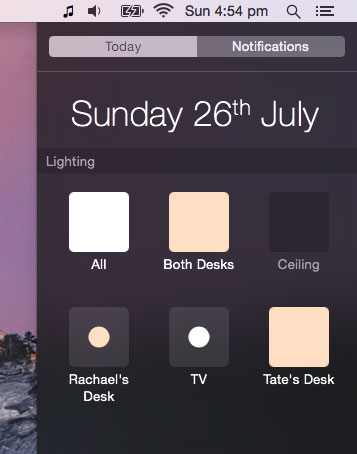 Sun 4:54 pm
Today Notifications
Sunday 26th July
Lighting
All Both Desks Ceiling
Rachael's TV Tate's Desk
Desk